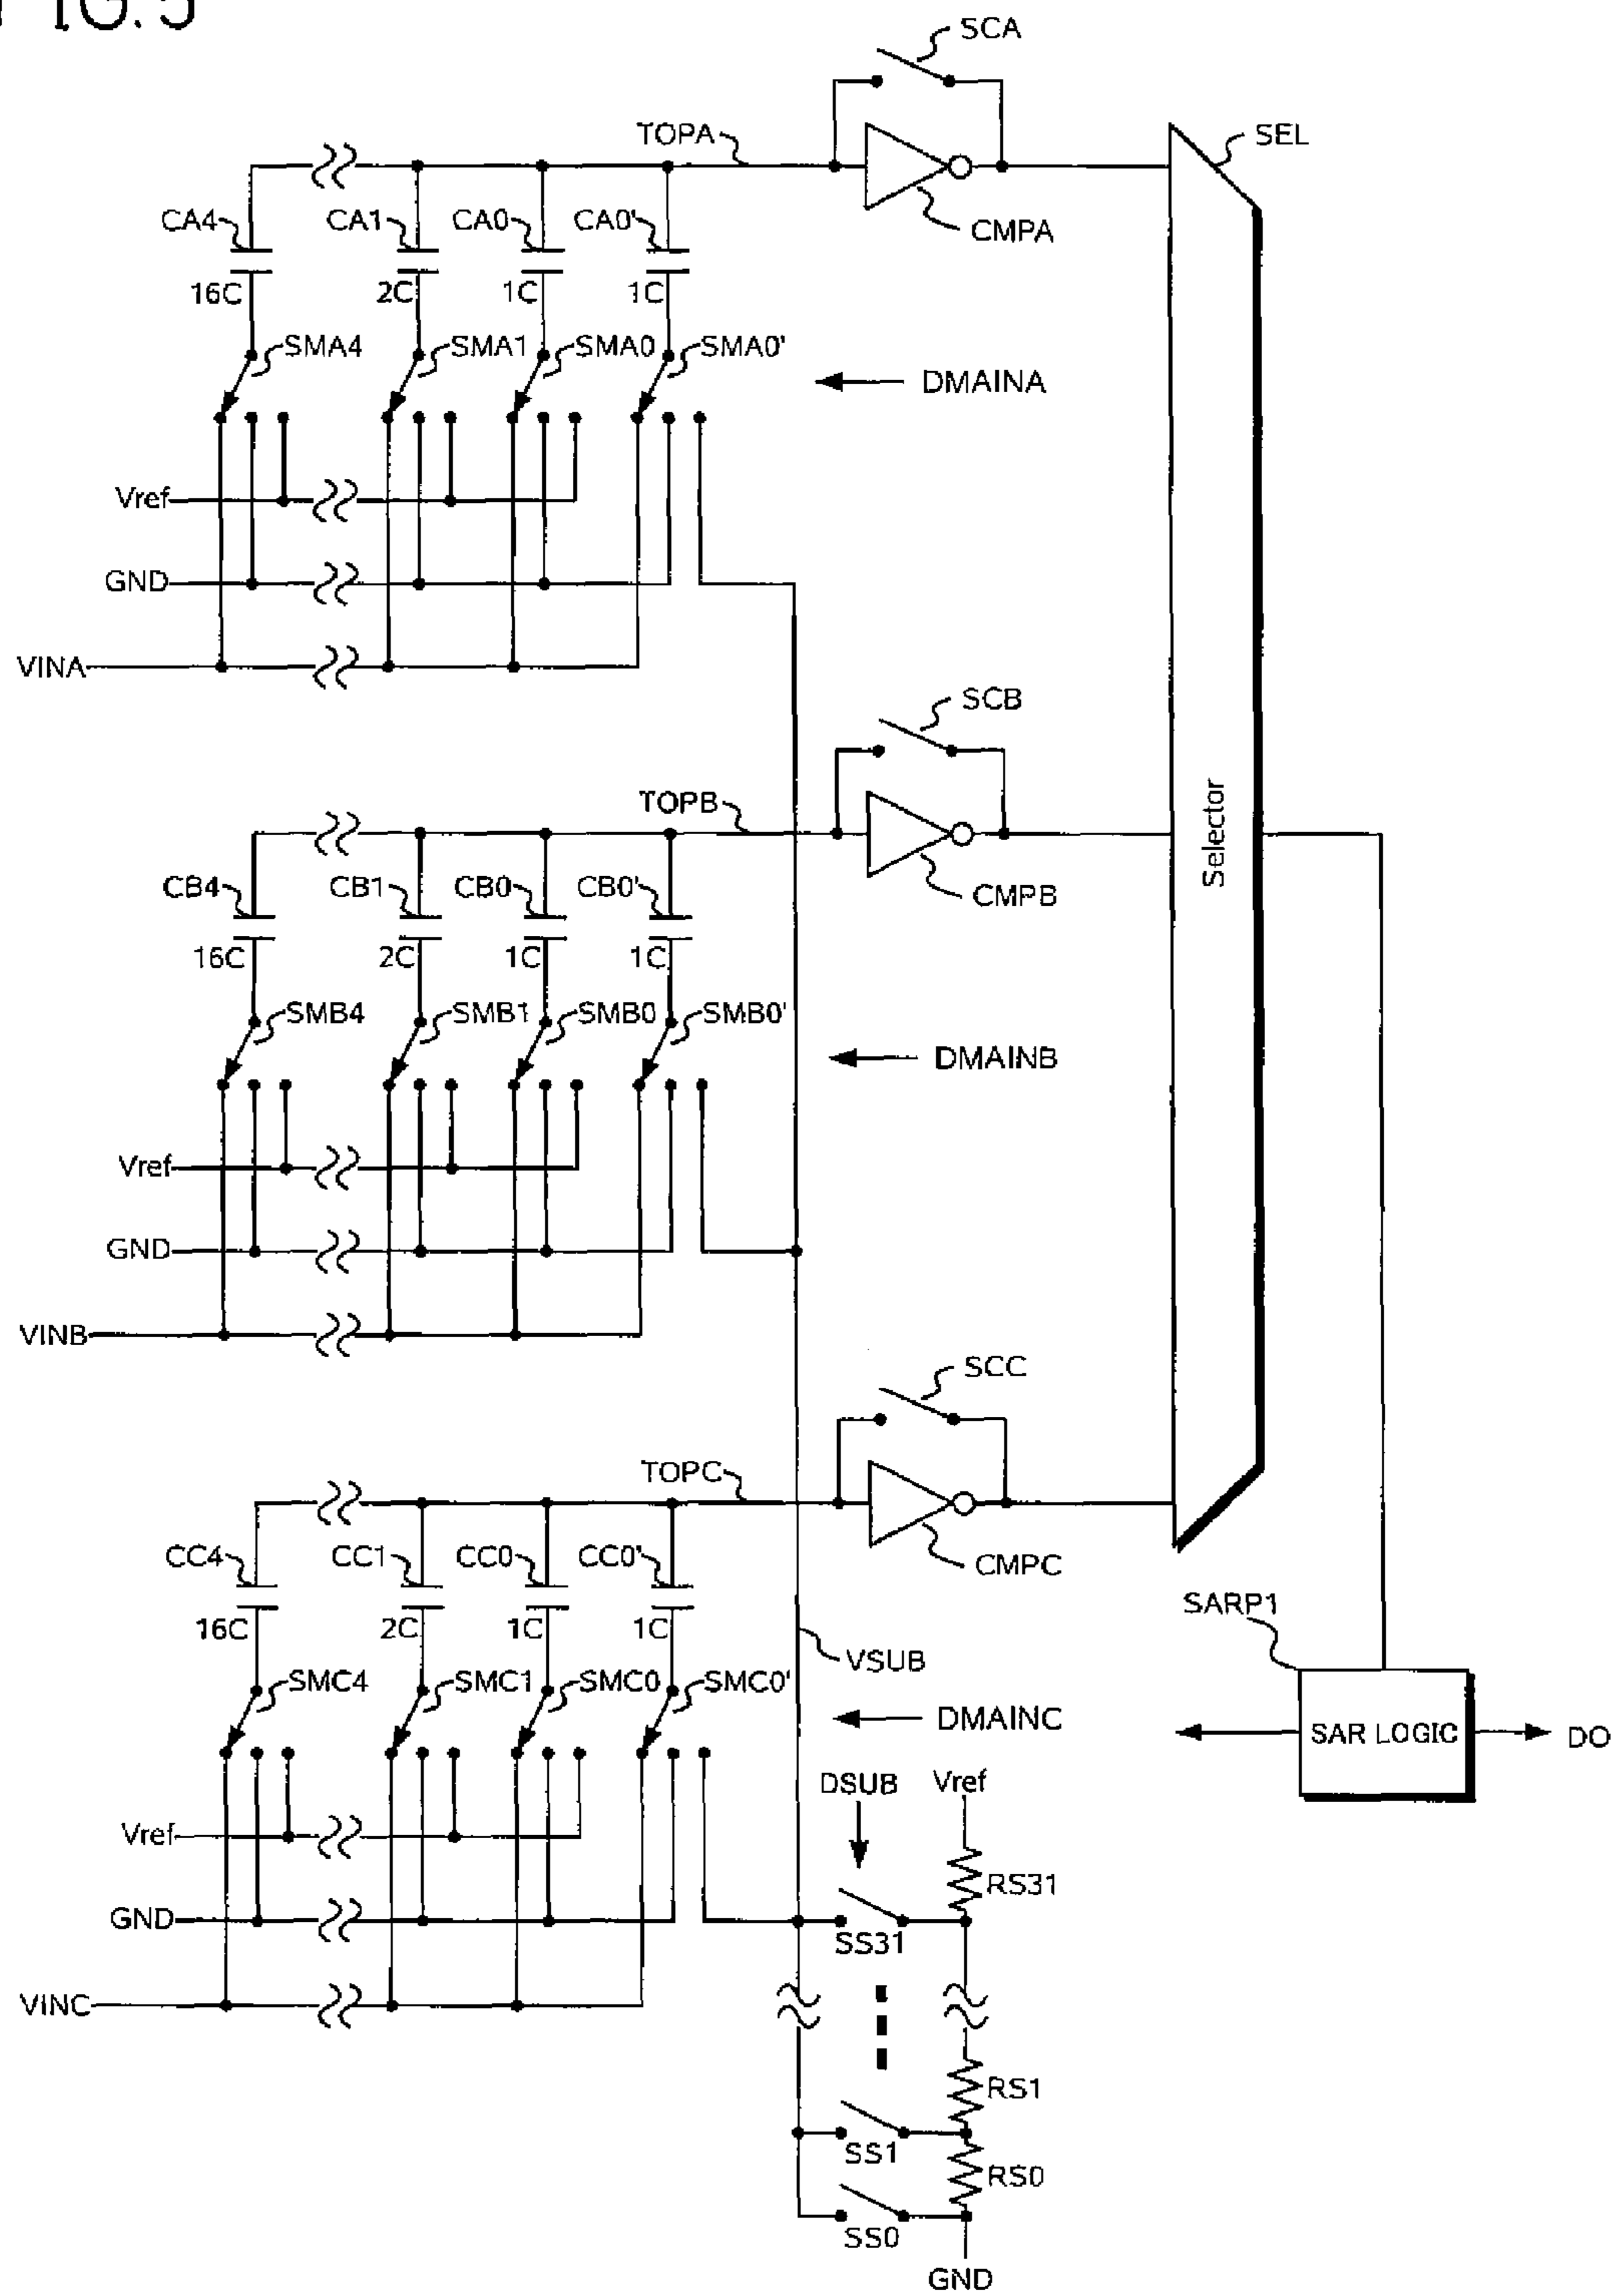 FIG. 5
SCA
TOPA
SEL
CMPA
CA4 CA1 CA0 CA0'
16C 2C 1C 1C
SMA4 SMA1 SMA0 SMA0'
DMAINA
Vref
GND
VINA
SCB
TOPB
Selector
CMPB
CB4 CB1 CB0 CB0'
16C 2C 1C 1C
SMB4 SMB1 SMB0 SMB0'
DMAINB
Vref
GND
VINB
SCC
TOPC
CMPC
CC4 CC1 CC0 CC0'
16C 2C 1C 1C
SARP1
VSUB
SMC4 SMC1 SMC0 SMC0'
DMAINC
SAR LOGIC
DO
DSUB Vref
Vref
RS31
GND
SS31
VINC
RS1
SS1
RS0
SS0
GND